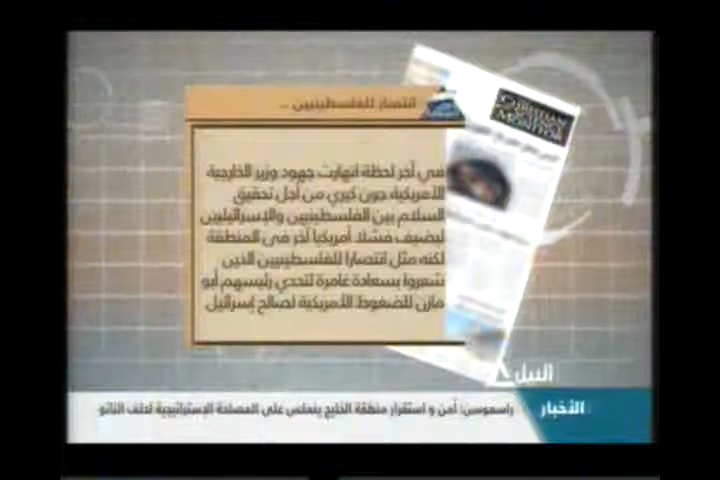 CHRISTIAN
MONITOR
انتصار للفلسطينيين ..
في آخر لحظة انهارت جهود وزير الخارجية
الأمريكية جون كيري من أجل تحقيق
السلام بين الفلسطينيين والإسرائيليين
ليضيف فشلا أمريكيا آخر في المنطقة
لكنه مثل انتصارا للفلسطينيين الذين
شعروا بسعادة غامرة لتحدي رئيسهم أبو
مازن للضغوط الأمريكية لصالح إسرائيل
النيل
الأخبار
راسموسن: أمن و استقرار منطقة الخليج ينعكس على المصلحة الإستراتيجية لحلف الناتو